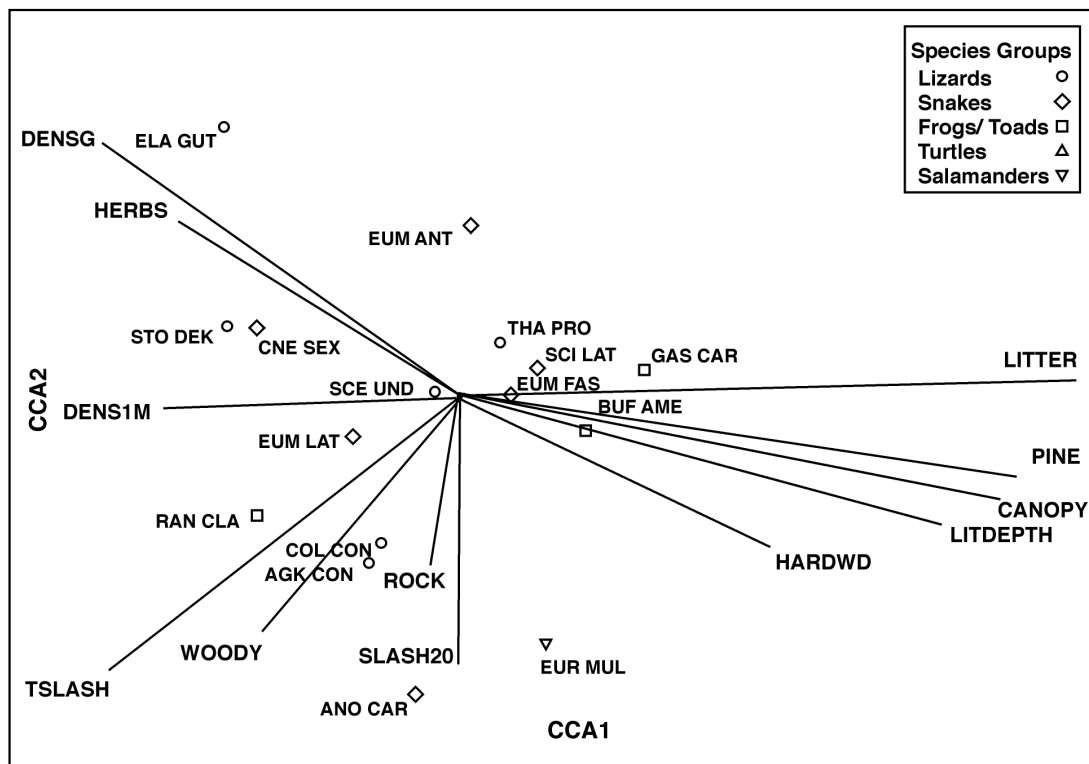 Species Groups
Lizards
Snakes
Frogs/ Toads
Turtles
Salamanders
DENSG
ELA GUT
HERBS
EUM ANT
STO DEK
CNE SEX
THA PRO
SCI LAT
GAS CAR
LITTER
SCE UND
EUM FAS
DENS1M
BUF AME
CCA2
EUM LAT
PINE
RAN CLA
CANOPY
LITDEPTH
COL CON
AGK CON
ROCK
HARDWD
WOODY
SLASH20
EUR MUL
TSLASH
ANO CAR
CCA1